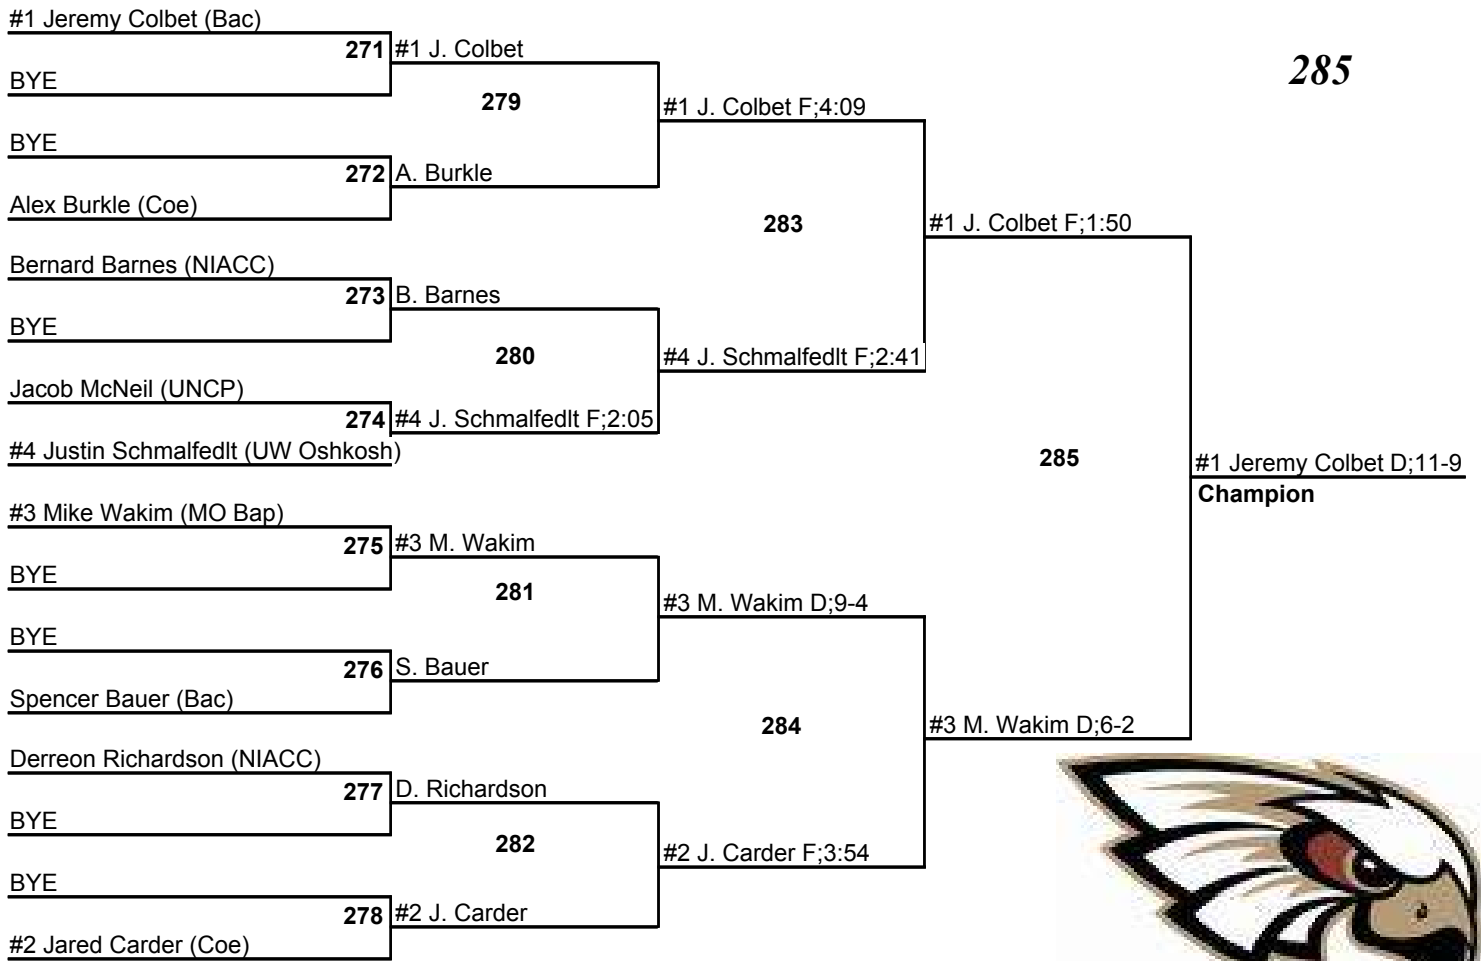 #1 Jeremy Colbet (Bac)
271
#1 J. Colbet
BYE
285
279
#1 J. Colbet F;4:09
BYE
272
A. Burkle
Alex Burkle (Coe)
283
#1 J. Colbet F;1:50
Bernard Barnes (NIACC)
273
B. Barnes
BYE
280
#4 J. Schmalfedlt F;2:41
Jacob McNeil (UNCP)
274
#4 J. Schmalfedlt F;2:05
#4 Justin Schmalfedlt (UW Oshkosh)
285
#1 Jeremy Colbet D;11-9
Champion
#3 Mike Wakim (MO Bap)
275
#3 M. Wakim
BYE
281
#3 M. Wakim D;9-4
BYE
276
S. Bauer
Spencer Bauer (Bac)
284
#3 M. Wakim D;6-2
Derreon Richardson (NIACC)
277
D. Richardson
BYE
282
#2 J. Carder F;3:54
BYE
278
#2 J. Carder
#2 Jared Carder (Coe)